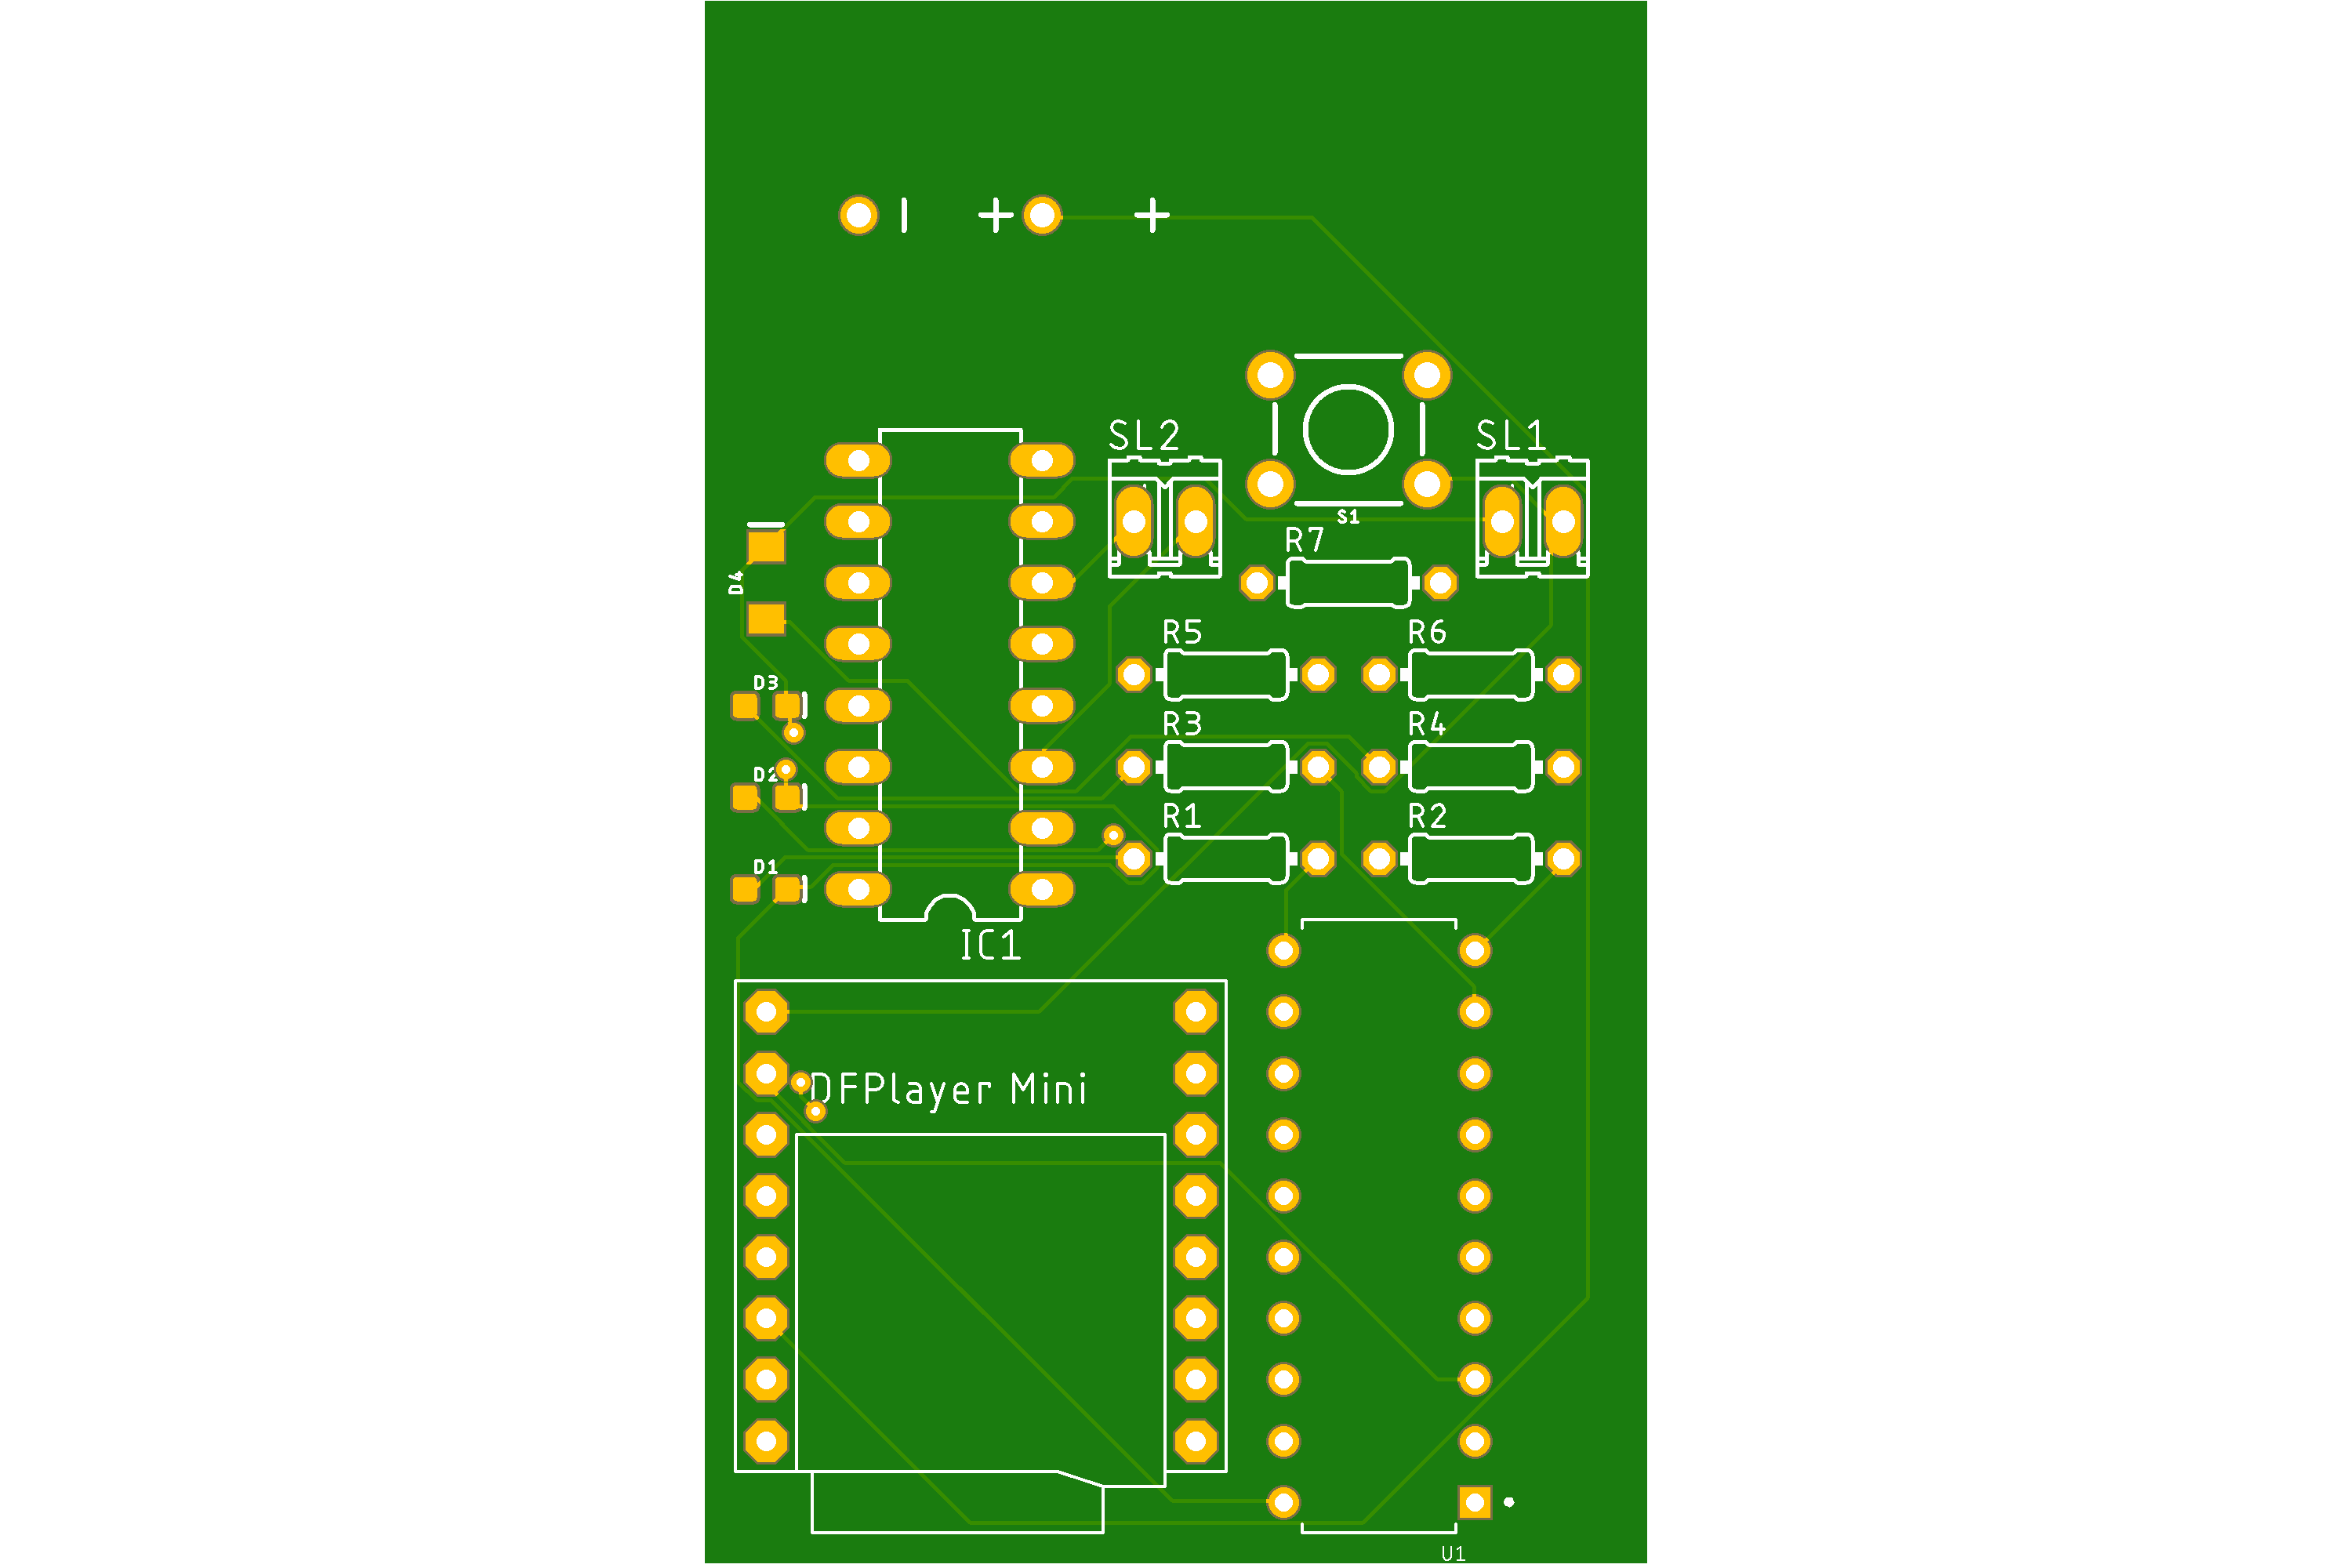 - + +
SL2 SL1
S1
R7
D4
R5 R6
D3
R3 R4
D2
R1 R2
D1
IC1
DFPlayer Mini
U1